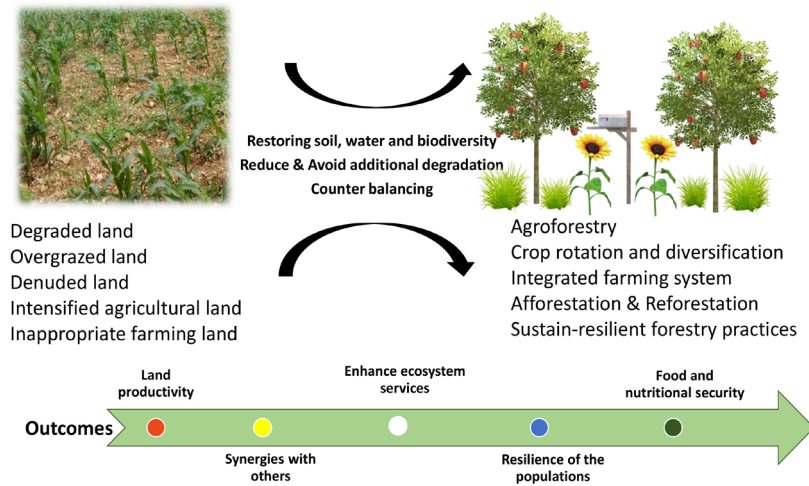 Restoring soil, water and biodiversity
Reduce & Avoid additional degradation
Counter balancing
Degraded land
Overgrazed land
Denuded land
Intensified agricultural land
Inappropriate farming land
Agroforestry
Crop rotation and diversification
Integrated farming system
Afforestation & Reforestation
Sustain-resilient forestry practices
Outcomes
Land
productivity
Synergies with
others
Enhance ecosystem
services
Resilience of the
populations
Food and
nutritional security